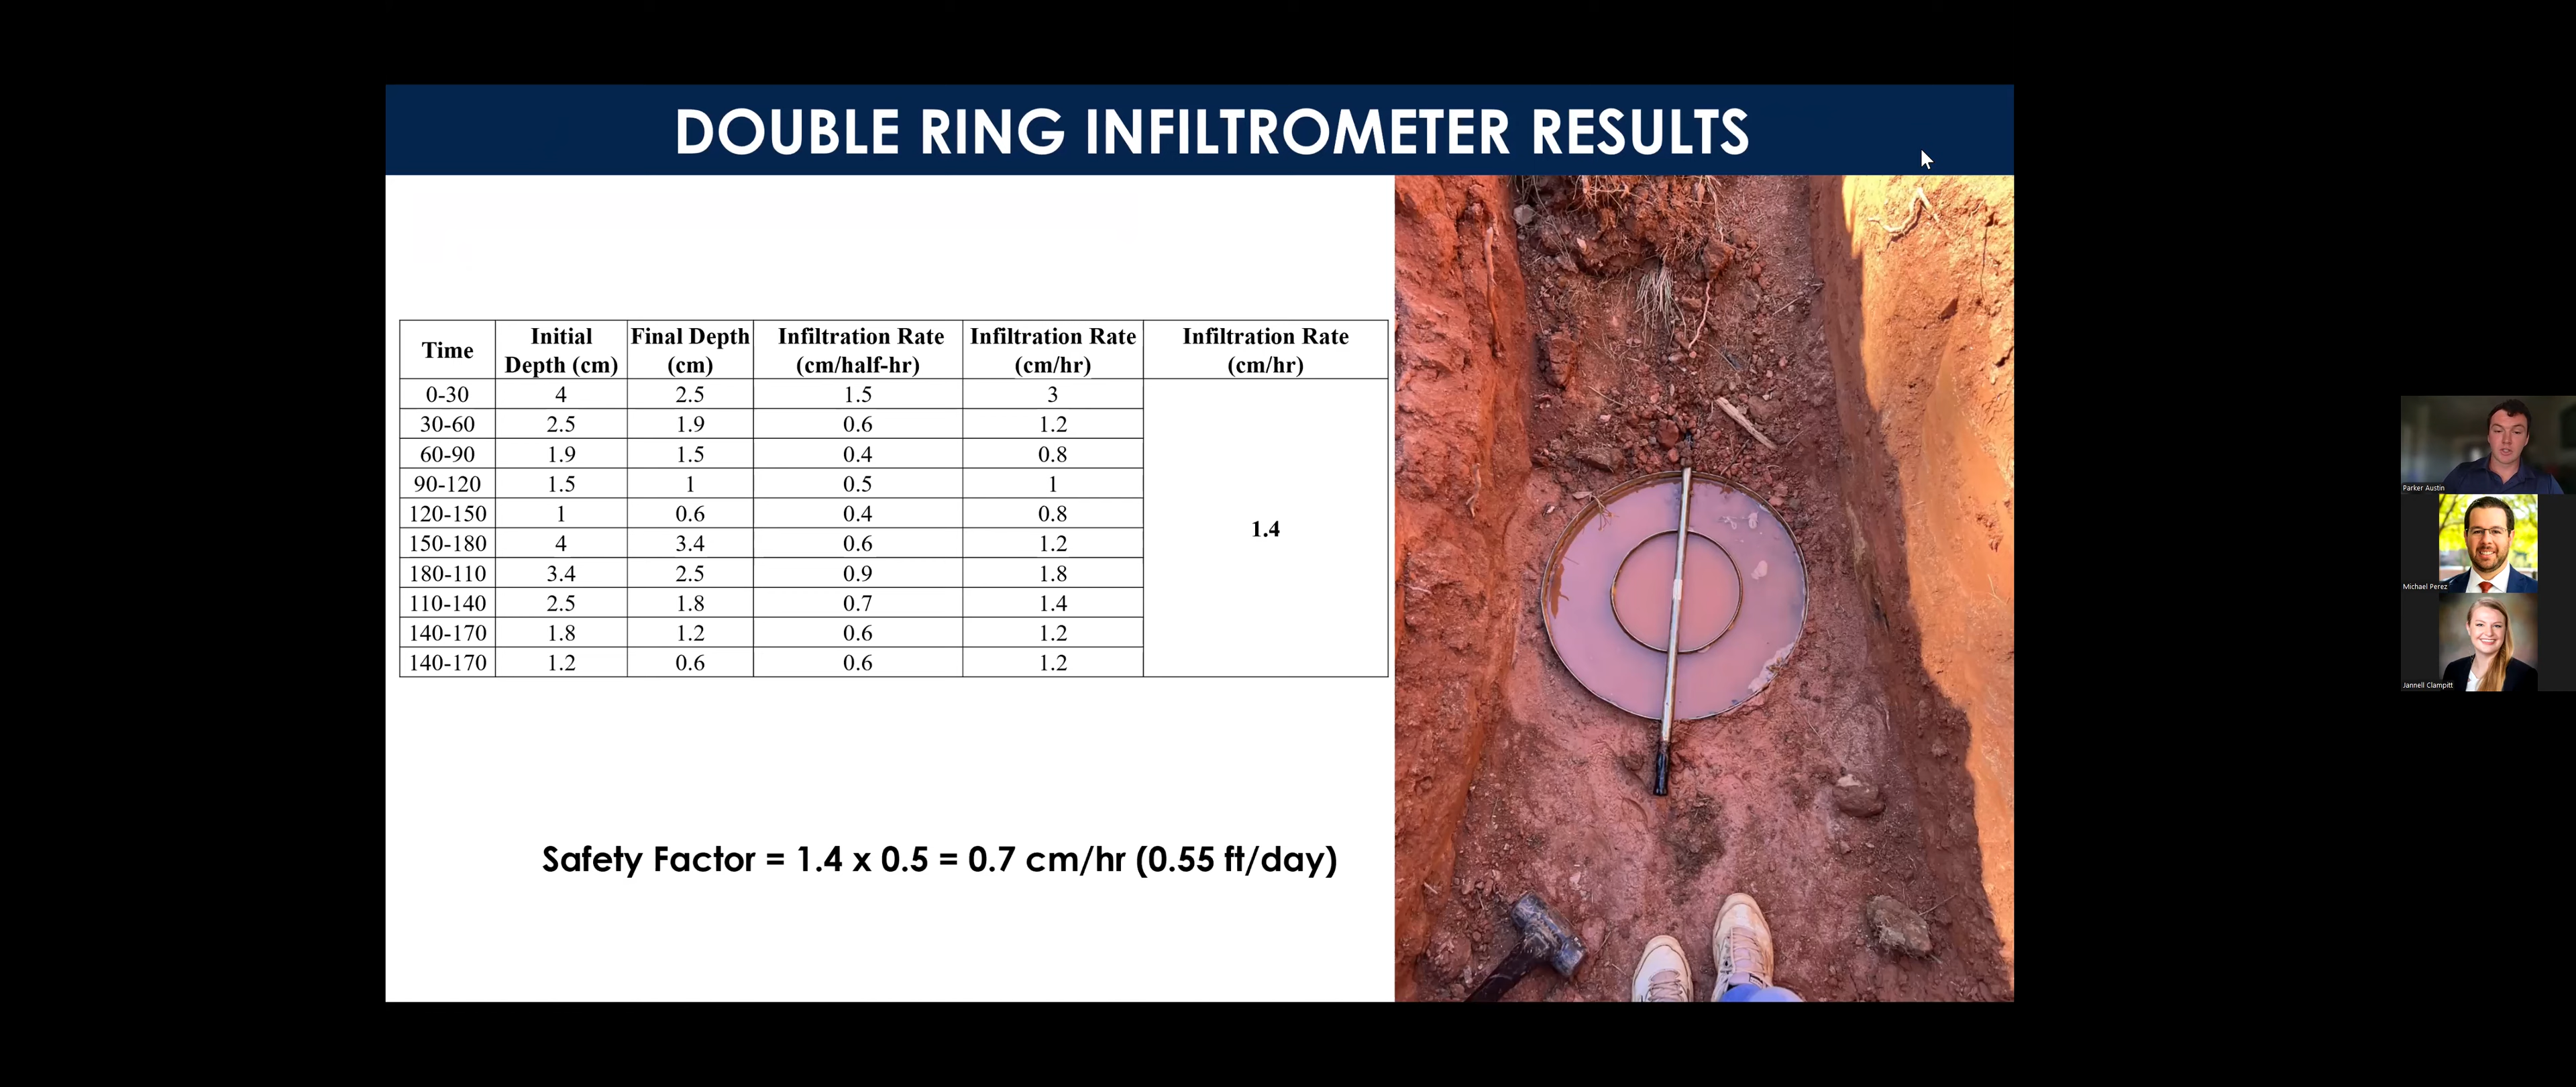 DOUBLE RING INFILTROMETER RESULTS
Time Initial Depth (cm) Final Depth (cm) Infiltration Rate (cm/half-hr) Infiltration Rate (cm/hr) Infiltration Rate (cm/hr)
0-30 4 2.5 1.5 3
30-60 2.5 1.9 0.6 1.2
60-90 1.9 1.5 0.4 0.8
90-120 1.5 1 0.5 1
120-150 1 0.6 0.4 0.8
150-180 4 3.4 0.6 1.2
1.4
180-110 3.4 2.5 0.9 1.8
110-140 2.5 1.8 0.7 1.4
140-170 1.8 1.2 0.6 1.2
140-170 1.2 0.6 0.6 1.2
Safety Factor = 1.4 x 0.5 = 0.7 cm/hr (0.55 ft/day)
Parker Austin
Michael Perez
Jannell Clampitt